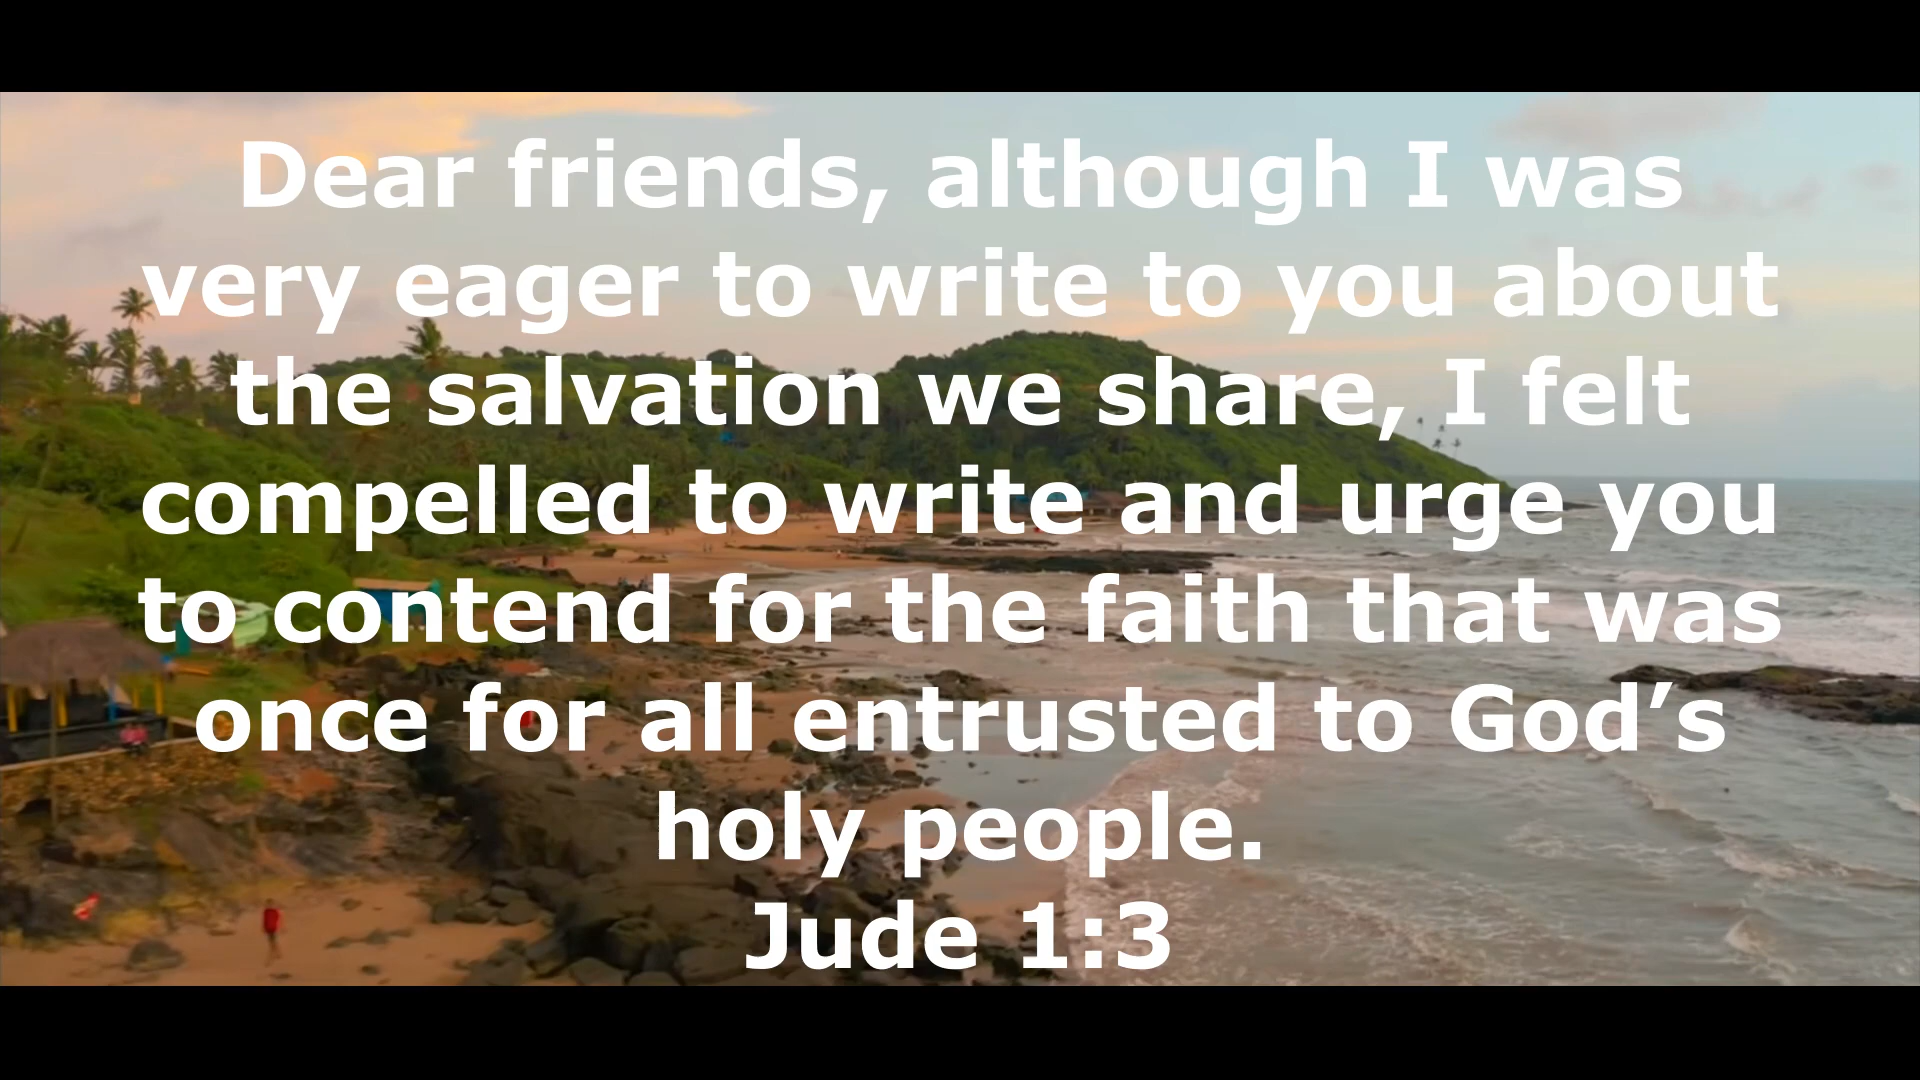 Dear friends, although I was
very eager to write to you about
the salvation we share, I felt
compelled to write and urge you
to contend for the faith that was
once for all entrusted to God’s
holy people.
Jude 1:3